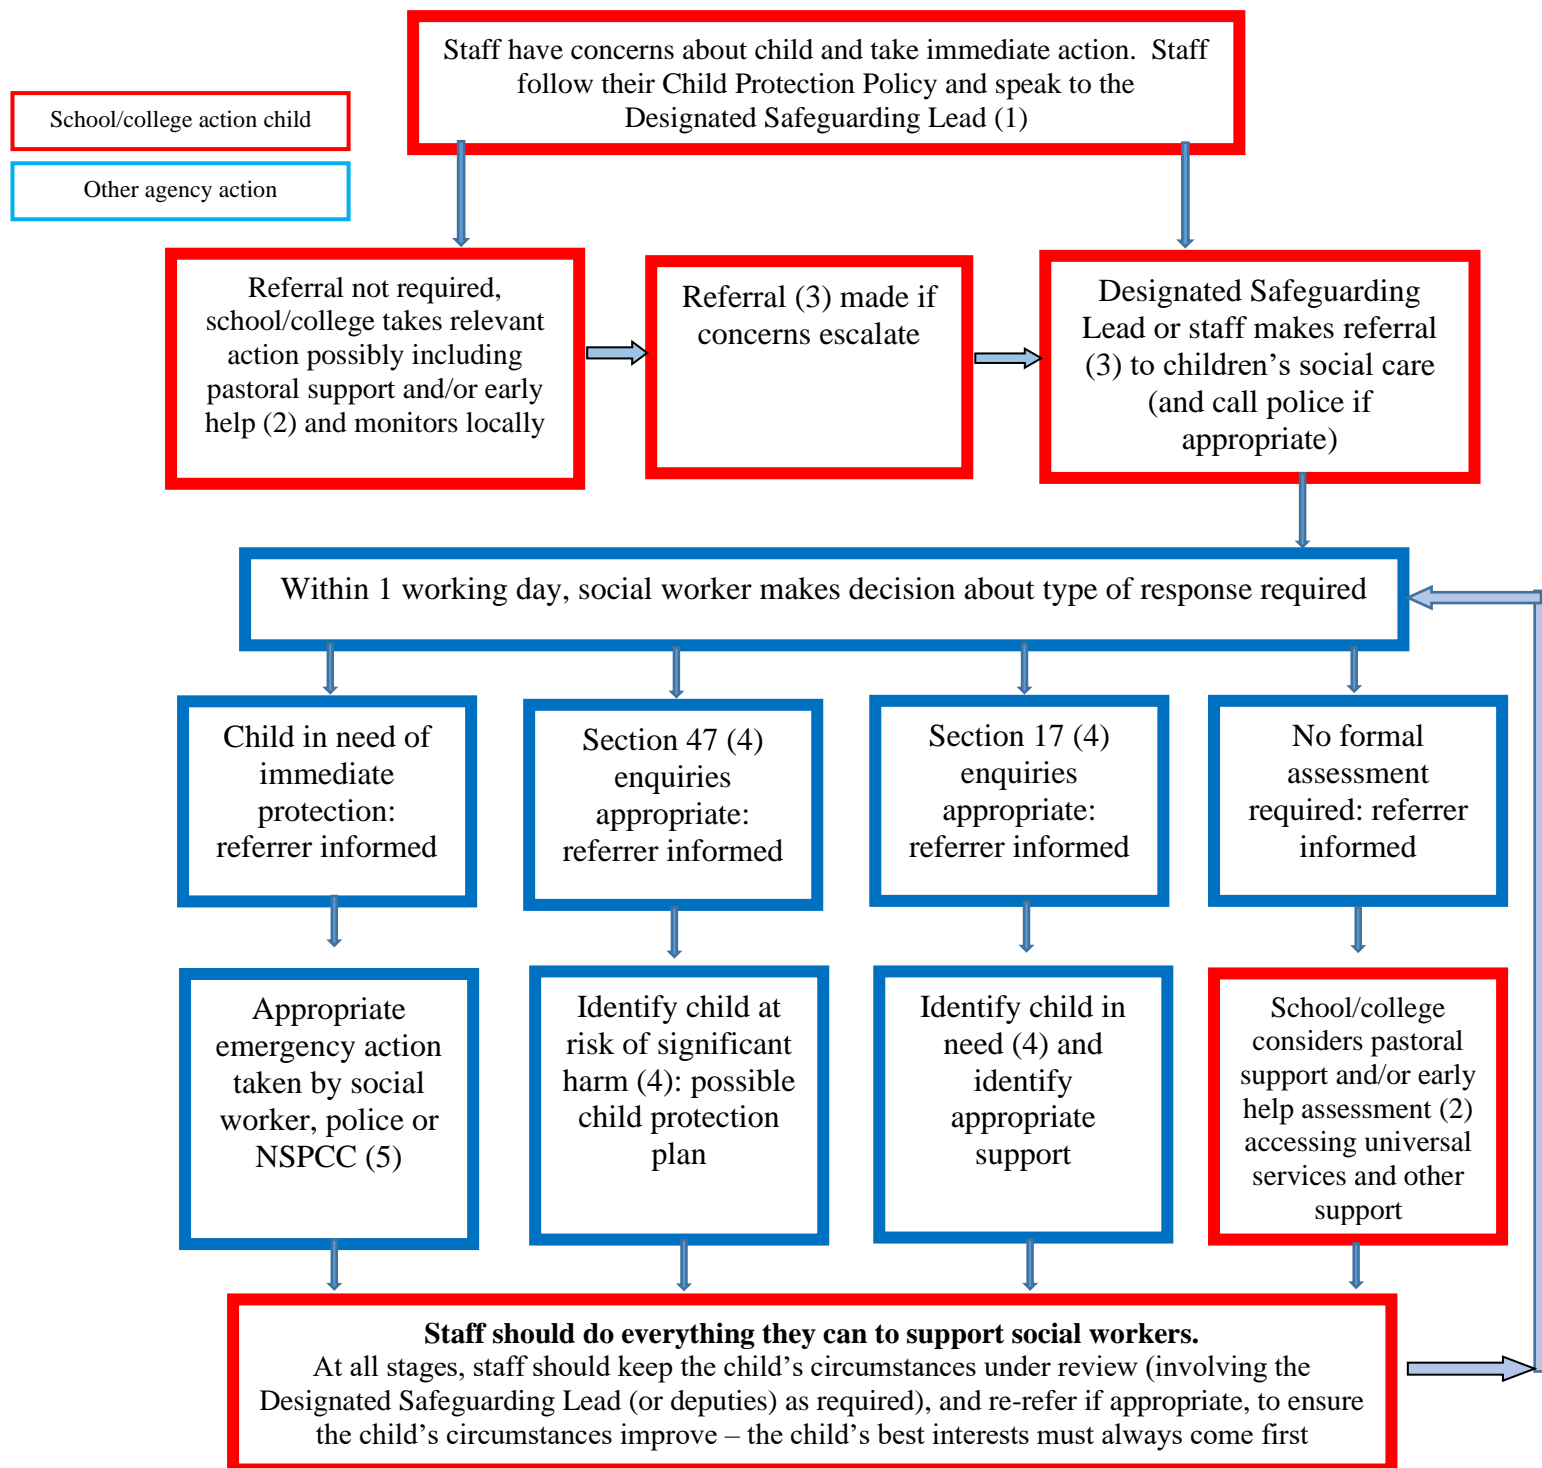 Staff have concerns about child and take immediate action.  Staff
follow their Child Protection Policy and speak to the
Designated Safeguarding Lead (1)
School/college action child
Other agency action
Referral not required,
school/college takes relevant
action possibly including
pastoral support and/or early
help (2) and monitors locally
Referral (3) made if
concerns escalate
Designated Safeguarding
Lead or staff makes referral
(3) to children’s social care
(and call police if
appropriate)
Within 1 working day, social worker makes decision about type of response required
Child in need of
immediate
protection:
referrer informed
Section 47 (4)
enquiries
appropriate:
referrer informed
Section 17 (4)
enquiries
appropriate:
referrer informed
No formal
assessment
required: referrer
informed
Appropriate
emergency action
taken by social
worker, police or
NSPCC (5)
Identify child at
risk of significant
harm (4): possible
child protection
plan
Identify child in
need (4) and
identify
appropriate
support
School/college
considers pastoral
support and/or early
help assessment (2)
accessing universal
services and other
support
Staff should do everything they can to support social workers.
At all stages, staff should keep the child’s circumstances under review (involving the
Designated Safeguarding Lead (or deputies) as required), and re-refer if appropriate, to ensure
the child’s circumstances improve – the child’s best interests must always come first